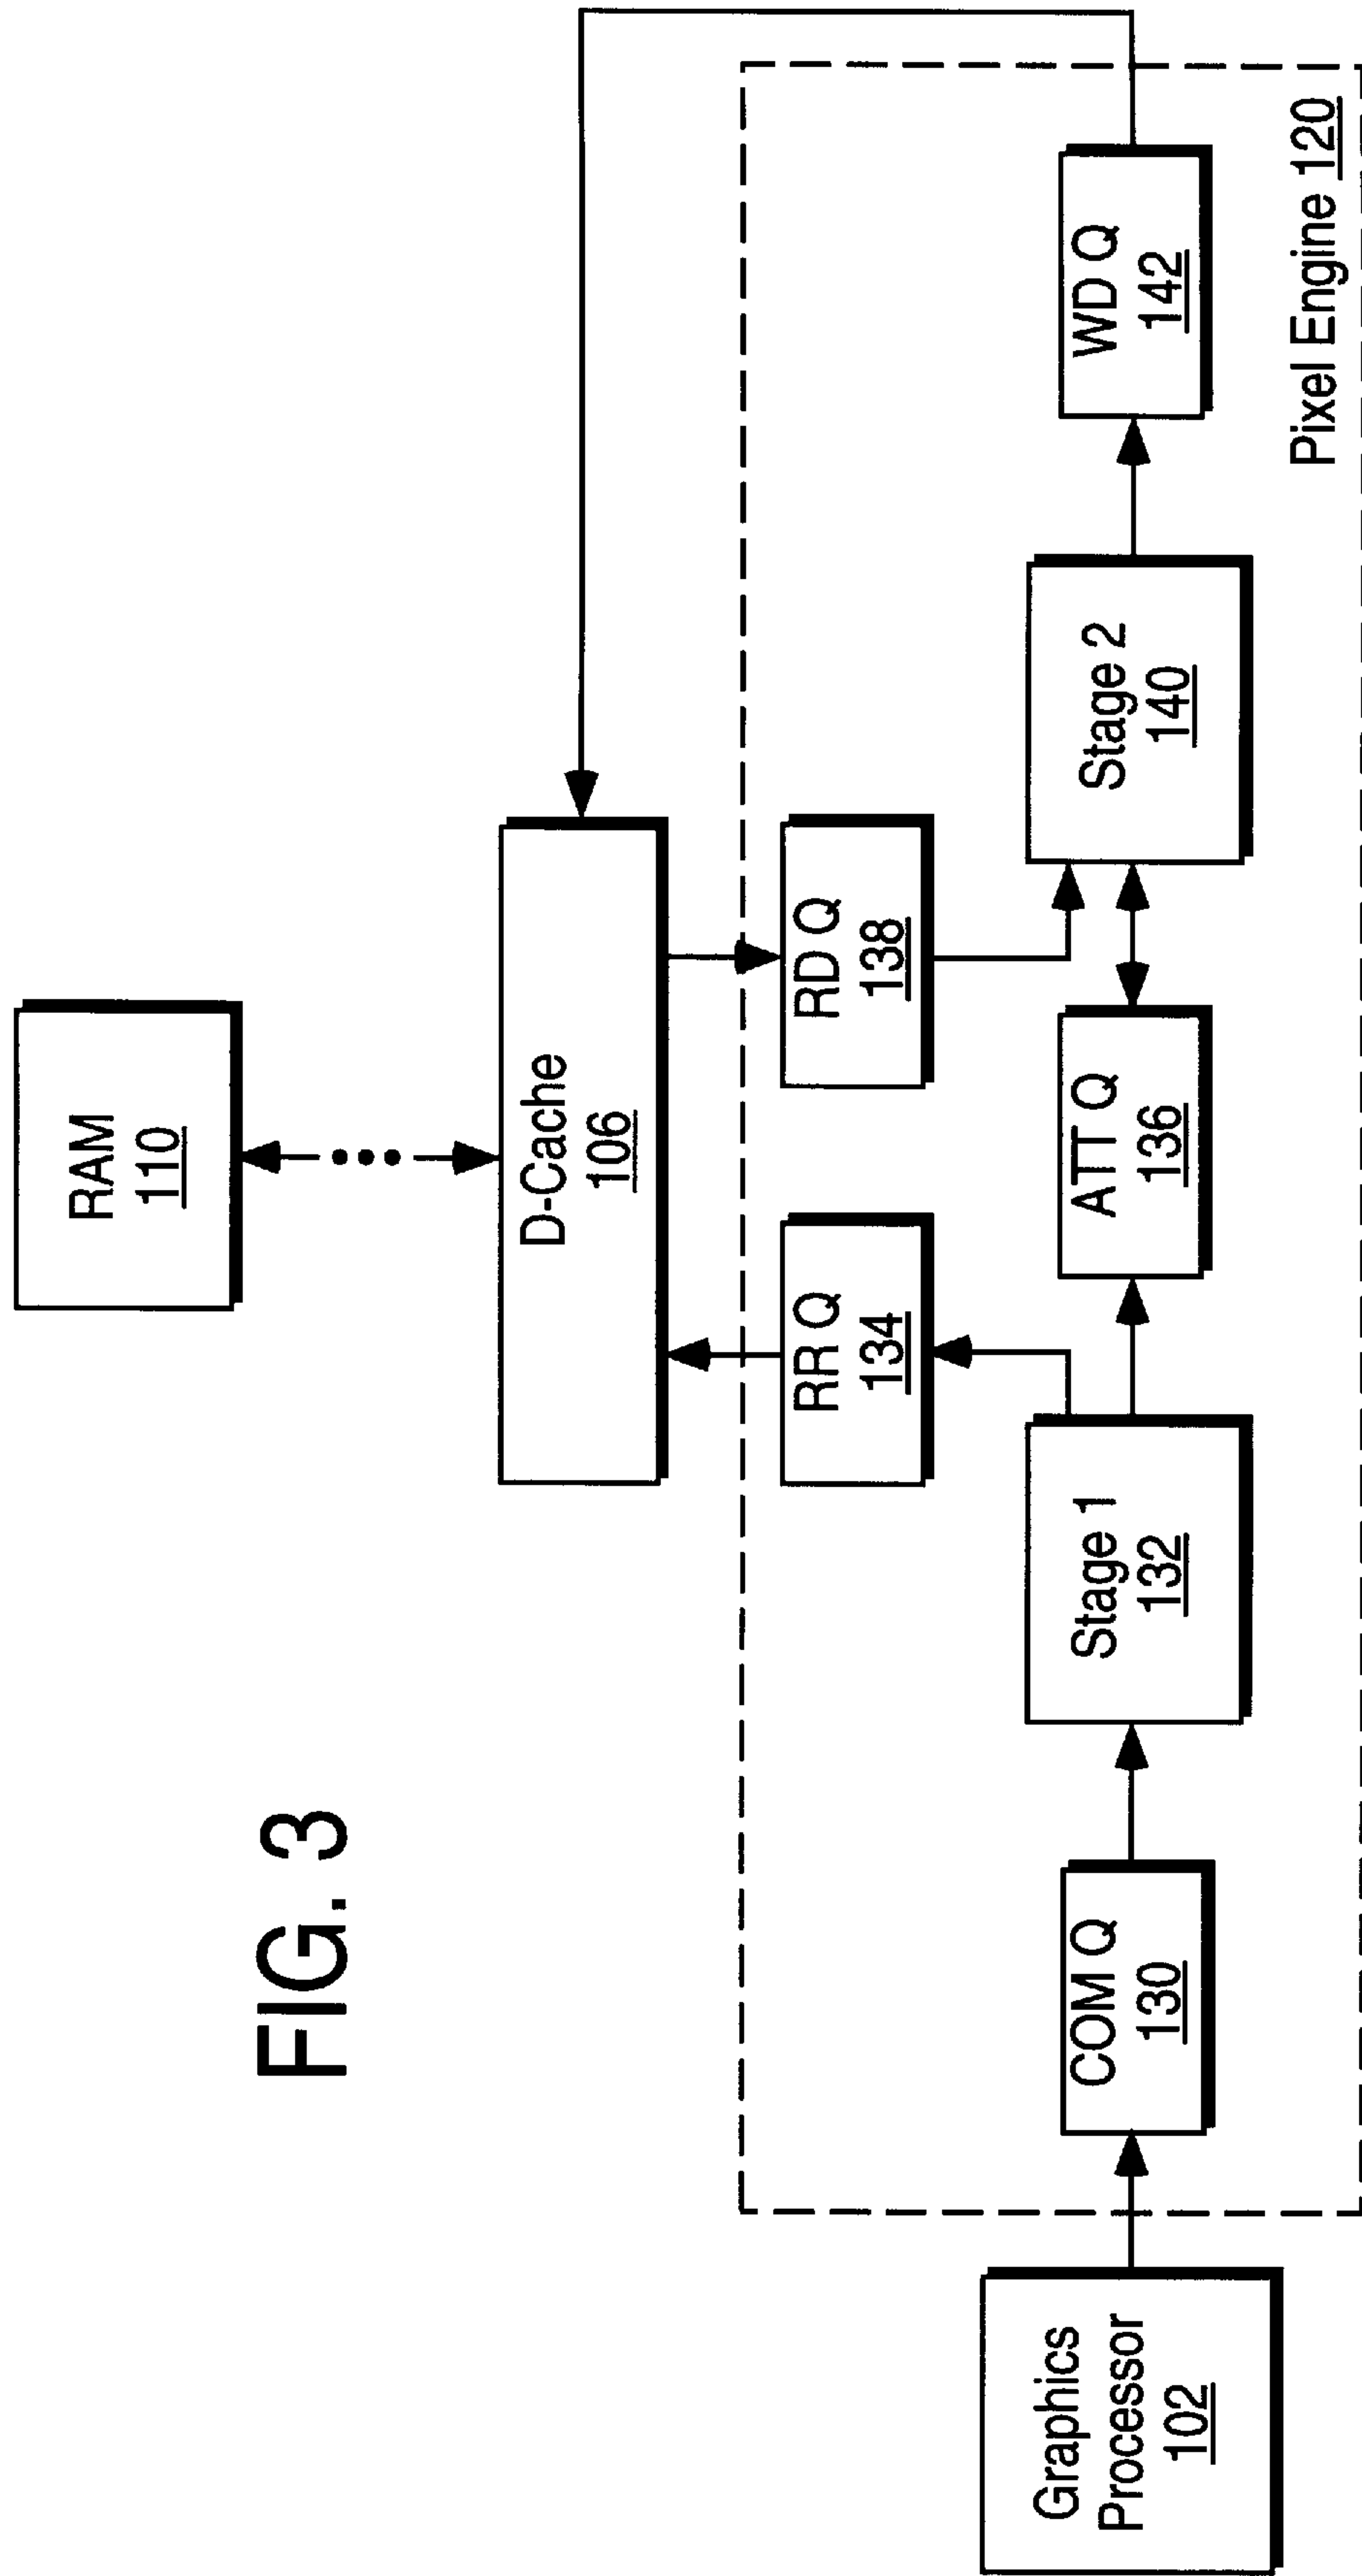 RAM
110
D-Cache
106
RR Q
134
RD Q
138
Graphics
Processor
102
COM Q
130
Stage 1
132
ATT Q
136
Stage 2
140
WD Q
142
Pixel Engine 120
FIG. 3